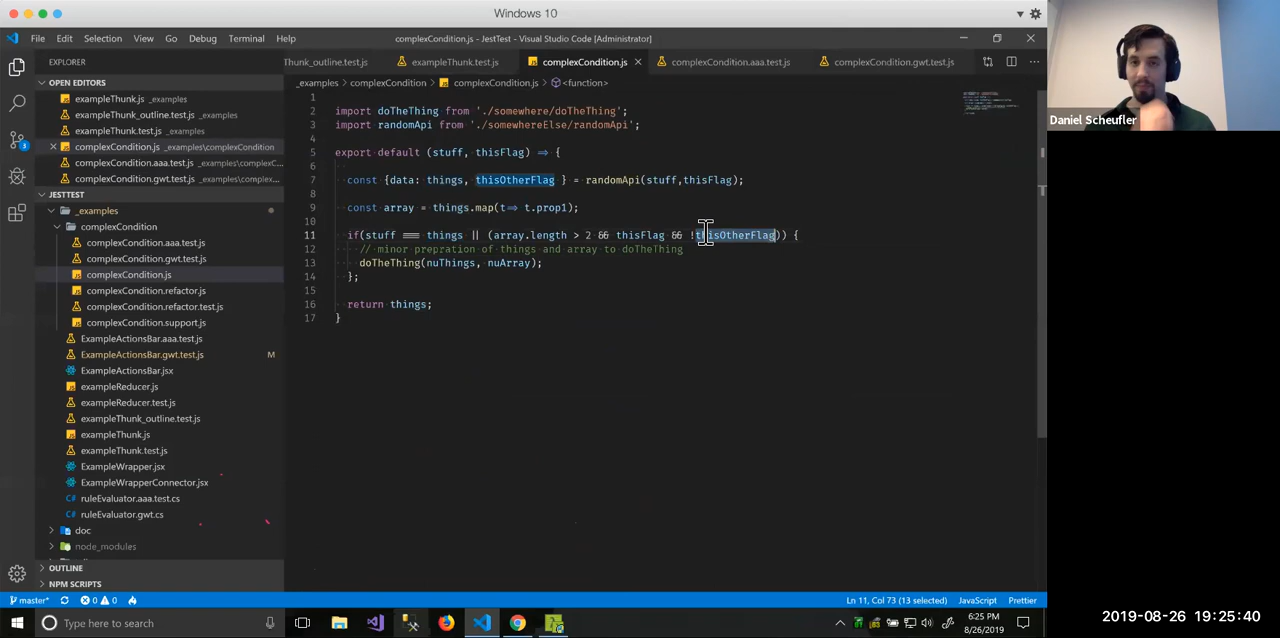 Windows 10
File Edit Selection View Go Debug Terminal Help
complexCondition.js - JestTest - Visual Studio Code [Administrator]
EXPLORER
Thunk_outline.test.js exampleThunk.test.js complexCondition.js condition.aaa.test.js condition.gwt.test.js
_examples > complexCondition > complexCondition.js > <function>
OPEN EDITORS
exampleThunk.js _examples
exampleThunk_outline.test.js _examples
exampleThunk.test.js _examples
complexCondition.js _examples\complexCondition
complexCondition.aaa.test.js _examples\complexC...
complexCondition.gwt.test.js _examples\complex...
JESTTEST
_examples
complexCondition
complexCondition.aaa.test.js
complexCondition.gwt.test.js
complexCondition.js
complexCondition.refactor.js
complexCondition.refactor.test.js
complexCondition.support.js
ExampleActionsBar.aaa.test.js
ExampleActionsBar.gwt.test.js M
ExampleActionsBar.jsx
exampleReducer.js
exampleReducer.test.js
exampleThunk_outline.test.js
exampleThunk.js
exampleThunk.test.js
ExampleWrapper.jsx
ExampleWrapperConnector.jsx
ruleEvaluator.aaa.test.cs
ruleEvaluator.gwt.cs
doc
node_modules
OUTLINE
NPM SCRIPTS
1
2 import doTheThing from './somewhere/doTheThing';
3 import randomApi from './somewhereElse/randomApi';
4
5 export default (stuff, thisFlag) => {
6
7 const {data: things, thisOtherFlag } = randomApi(stuff,thisFlag);
8
9 const array = things.map(t=> t.prop1);
10
11 if(stuff === things || (array.length > 2 && thisFlag && !thisOtherFlag)) {
12 // minor prepration of things and array to doTheThing
13 doTheThing(nuThings, nuArray);
14 };
15
16 return things;
17 }
Daniel Scheufler
3
master* 0 0 Ln 11, Col 73 (13 selected) JavaScript Prettier
Type here to search
6:25 PM
8/26/2019
2019-08-26 19:25:40